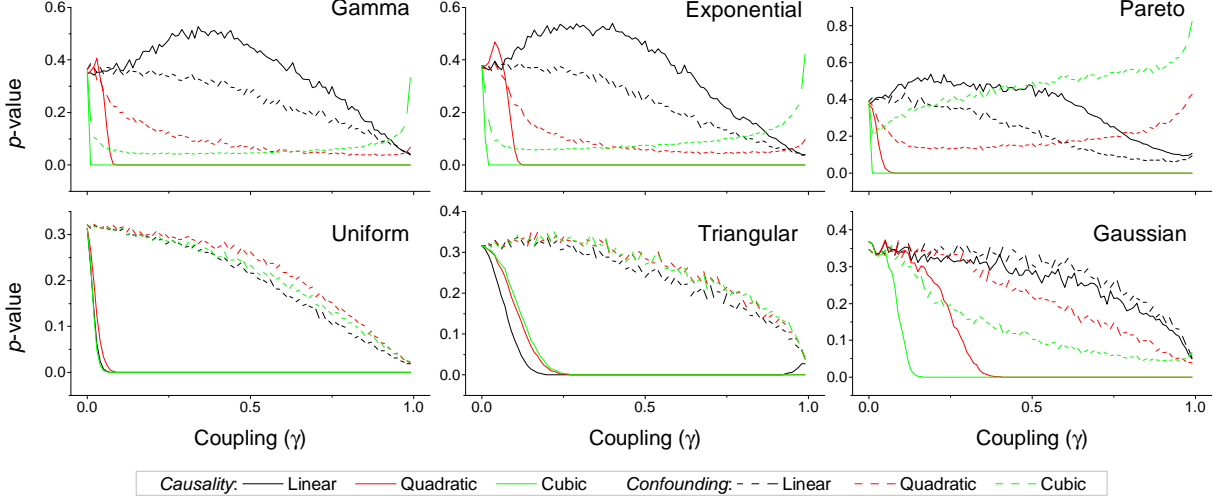 Gamma
Exponential
Pareto
0.6
0.4
0.2
0.0
p-value
0.6
0.4
0.2
0.0
0.8
0.6
0.4
0.2
0.0
Uniform
Triangular
Gaussian
0.3
0.2
0.1
0.0
p-value
0.4
0.3
0.2
0.1
0.0
0.4
0.3
0.2
0.1
0.0
0.0 0.5 1.0
0.0 0.5 1.0
0.0 0.5 1.0
Coupling (γ)
Coupling (γ)
Coupling (γ)
Causality: Linear Quadratic Cubic Confounding: Linear Quadratic Cubic